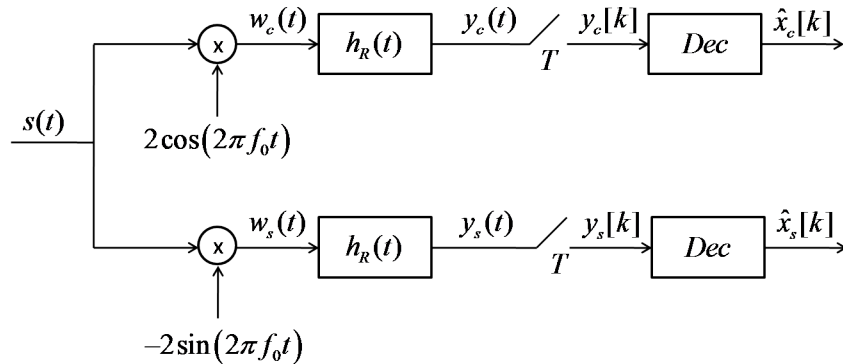 w_c(t) h_R(t) y_c(t) T y_c[k] Dec x̂_c[k]
x
s(t)
2cos(2πf_0t)
w_s(t) h_R(t) y_s(t) T y_s[k] Dec x̂_s[k]
x
−2sin(2πf_0t)